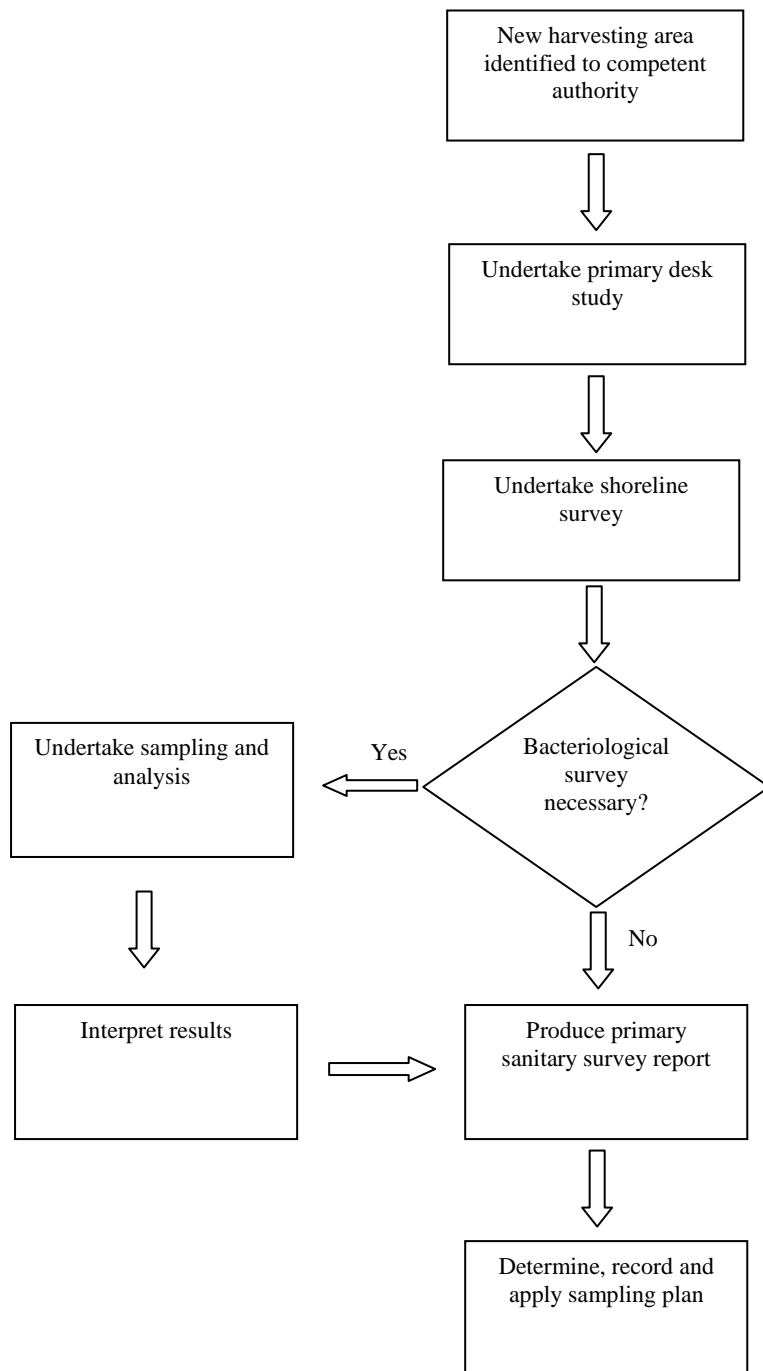 New harvesting area
identified to competent
authority
Undertake primary desk
study
Undertake shoreline
survey
Bacteriological
survey
necessary?
Yes
Undertake sampling and
analysis
No
Interpret results
Produce primary
sanitary survey report
Determine, record and
apply sampling plan